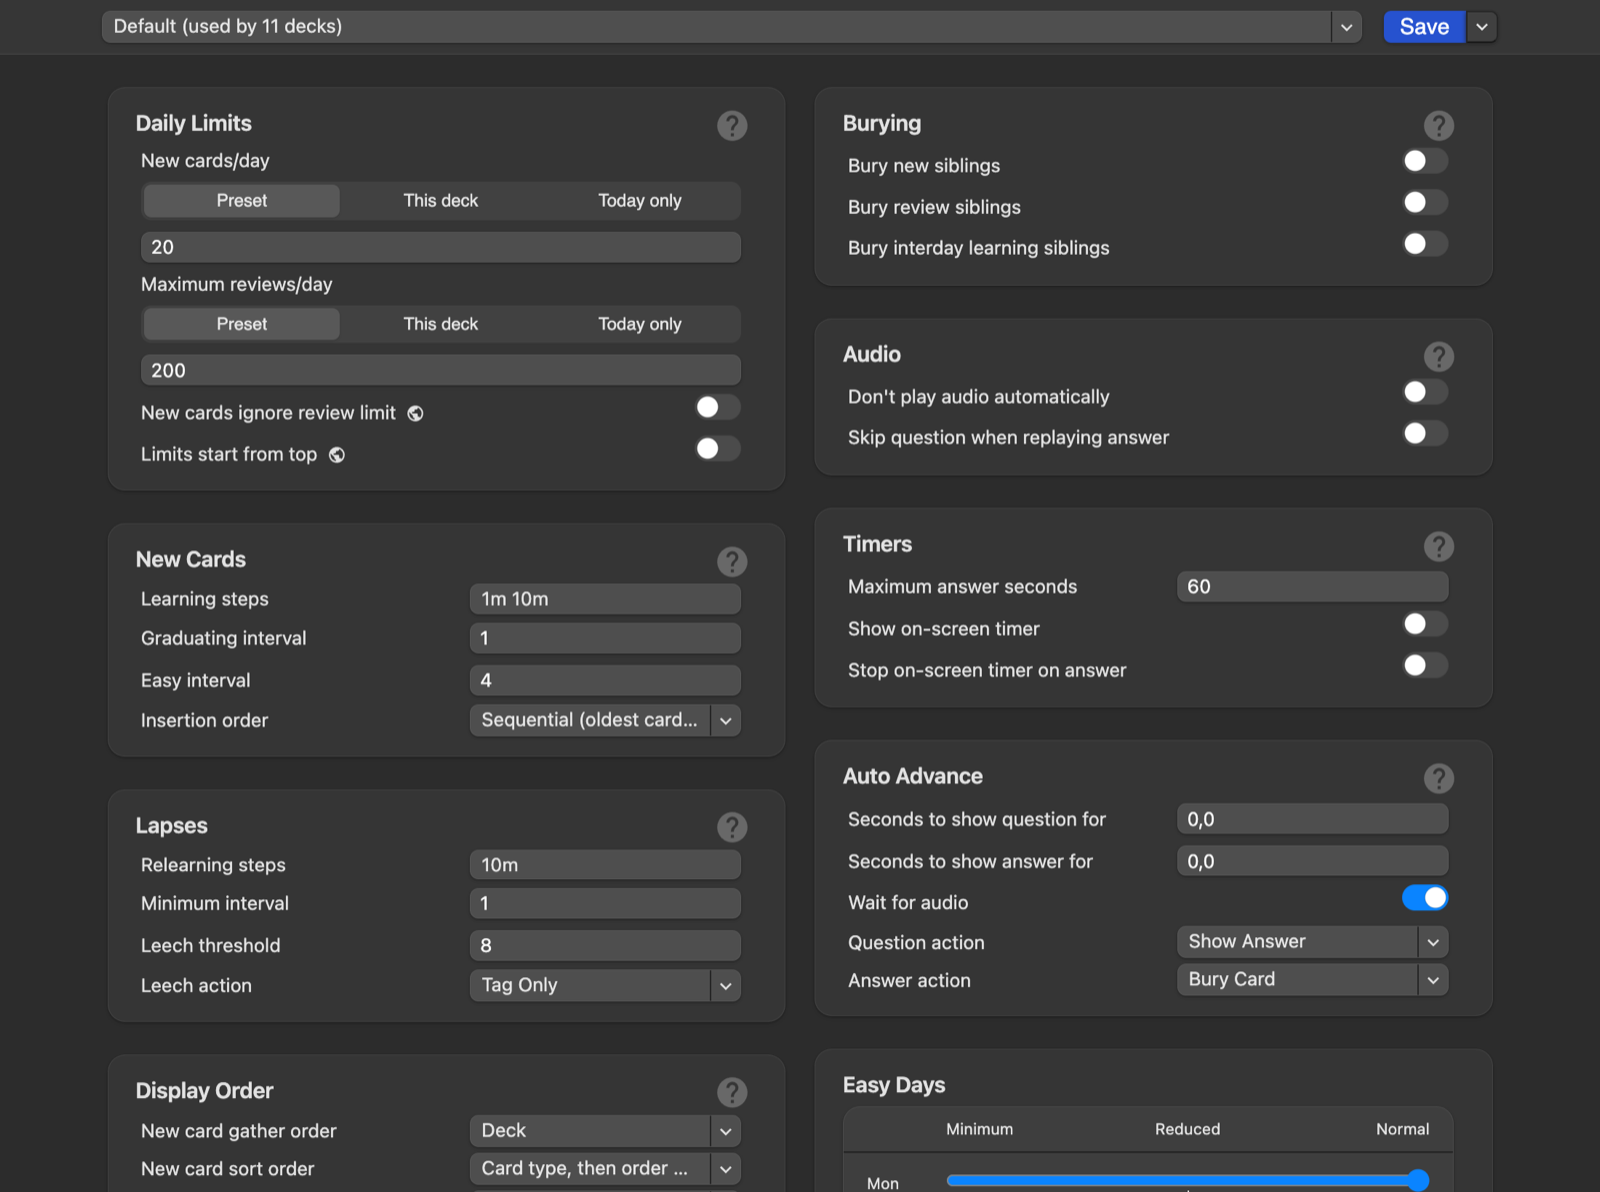 Default (used by 11 decks)
Save
Daily Limits
New cards/day
Preset
This deck
Today only
20
Maximum reviews/day
Preset
This deck
Today only
200
New cards ignore review limit
Limits start from top
New Cards
Learning steps
1m 10m
Graduating interval
1
Easy interval
4
Insertion order
Sequential (oldest card...
Lapses
Relearning steps
10m
Minimum interval
1
Leech threshold
8
Leech action
Tag Only
Display Order
New card gather order
Deck
New card sort order
Card type, then order ...
Burying
Bury new siblings
Bury review siblings
Bury interday learning siblings
Audio
Don't play audio automatically
Skip question when replaying answer
Timers
Maximum answer seconds
60
Show on-screen timer
Stop on-screen timer on answer
Auto Advance
Seconds to show question for
0,0
Seconds to show answer for
0,0
Wait for audio
Question action
Show Answer
Answer action
Bury Card
Easy Days
Minimum
Reduced
Normal
Mon